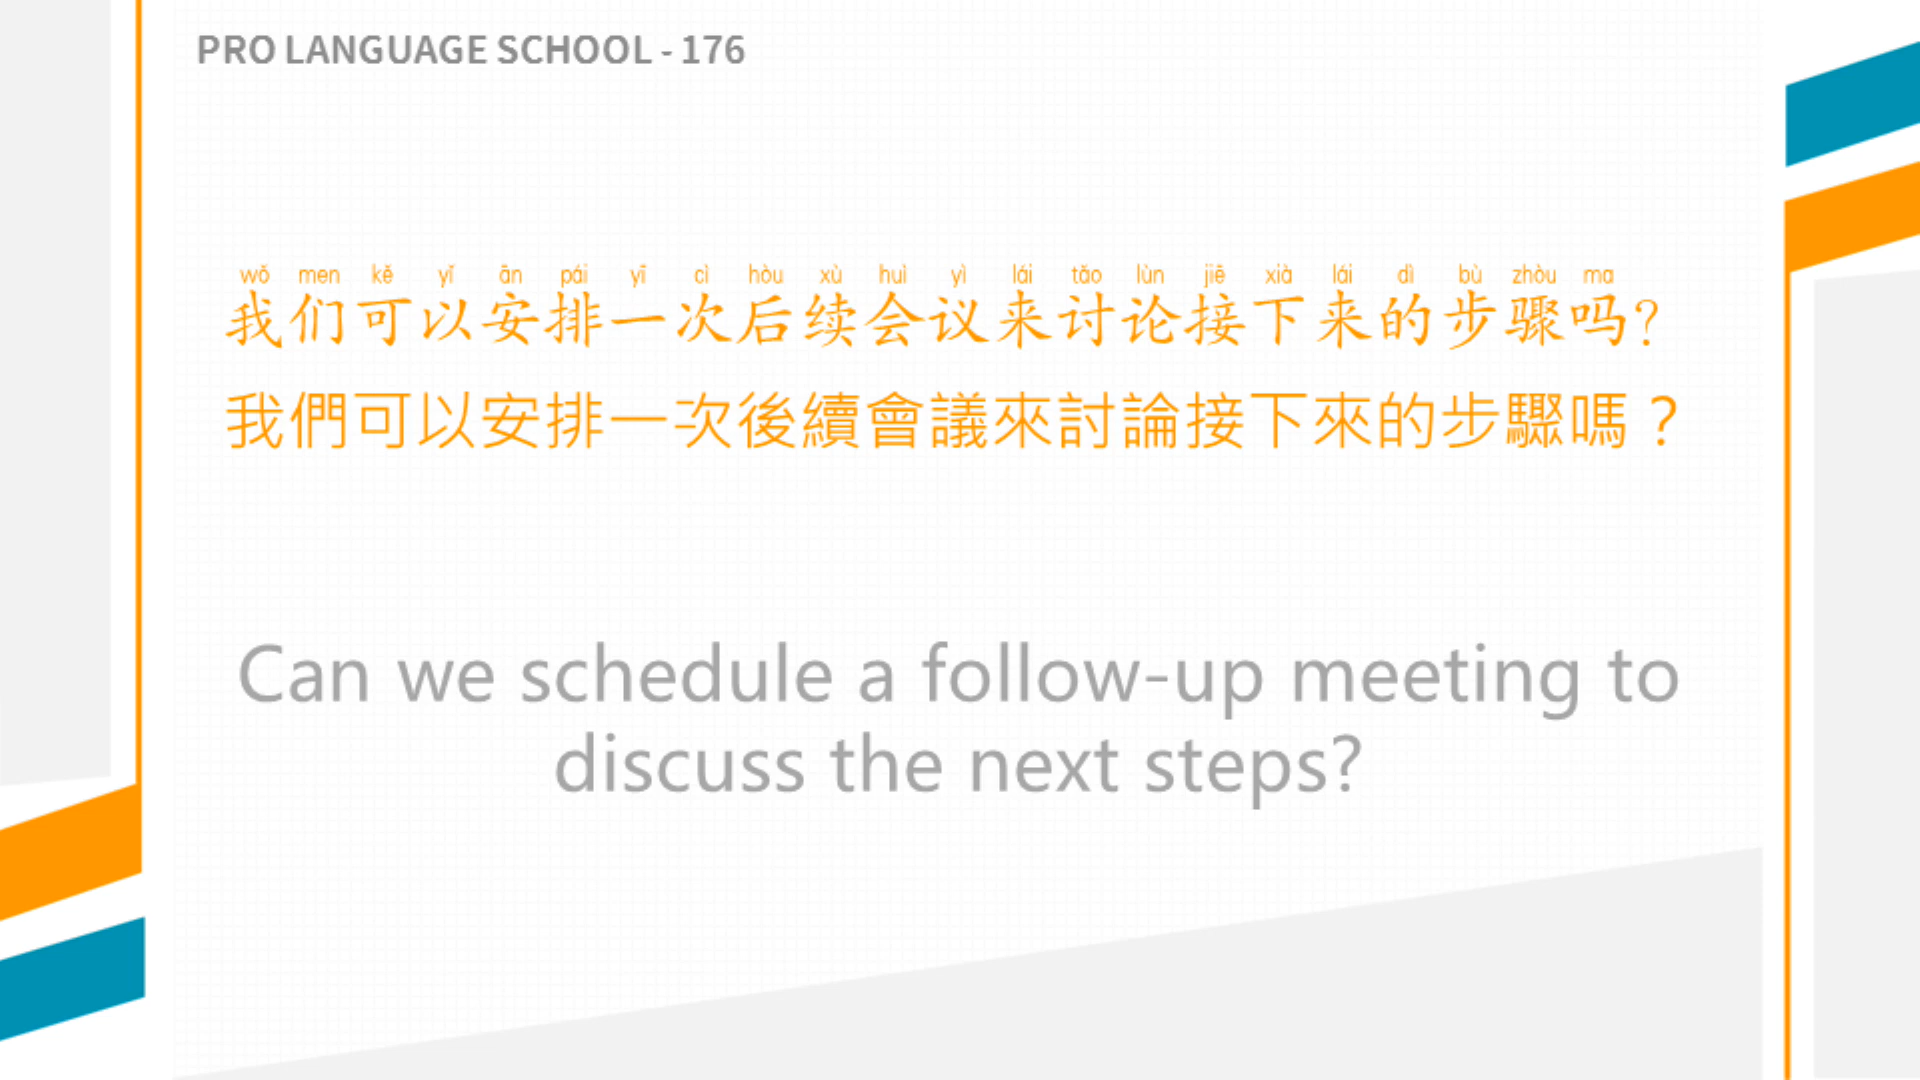 PRO LANGUAGE SCHOOL - 176
wǒ men kě yǐ ān pái yī cì hòu xù huì yì lái tǎo lùn jiē xià lái dì bù zhòu ma
我们可以安排一次后续会议来讨论接下来的步骤吗?
我們可以安排一次後續會議來討論接下來的步驟嗎？
Can we schedule a follow-up meeting to
discuss the next steps?